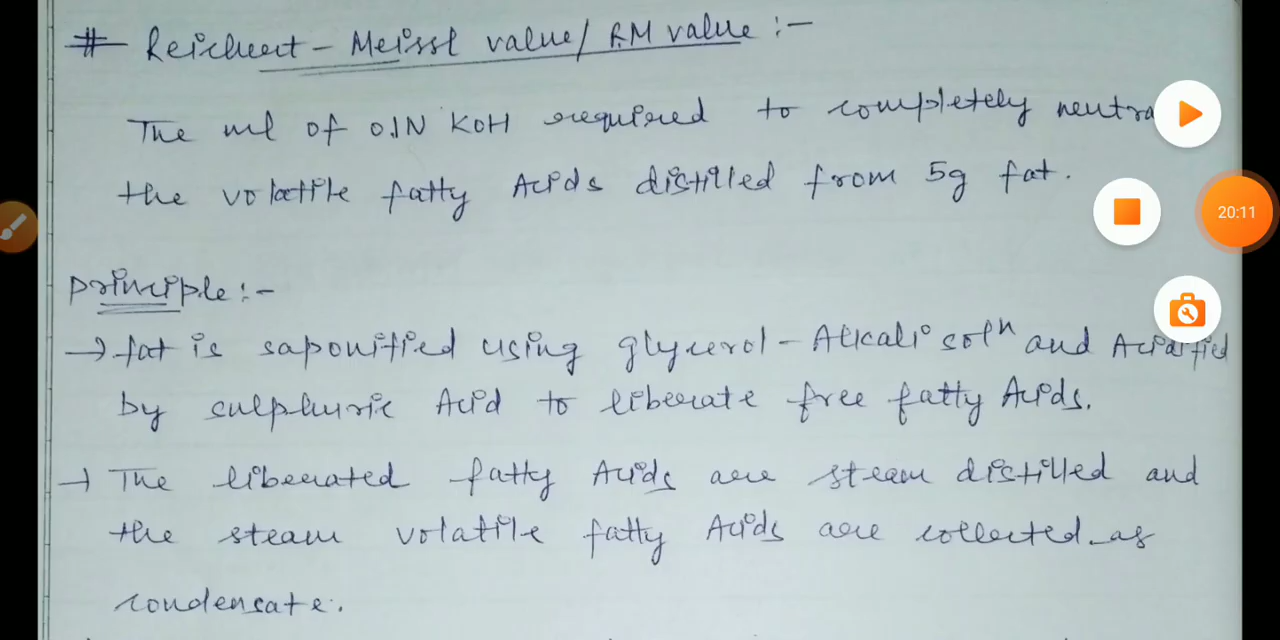 # Reichert - Meissl value/ RM value :-
The ml of 0.1N KOH required to completely neutra
the volatile fatty Acids distilled from 5g fat.
20:11
principle :-
→ fat is saponified using glycerol - Alkali solⁿ and Acidified
by sulphuric Acid to liberate free fatty Acids.
→ The liberated fatty Acids are steam distilled and
the steam volatile fatty Acids are collected as
condensate.